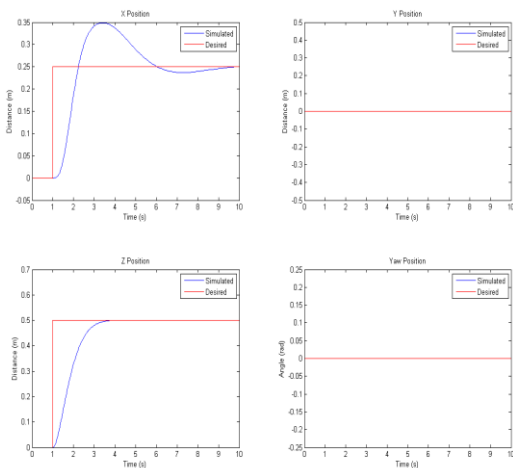 X Position
0.35
0.3
0.25
0.2
0.15
0.1
0.05
0
-0.05
Distance (m)
Simulated
Desired
0 1 2 3 4 5 6 7 8 9 10
Time (s)
Y Position
0.5
0.4
0.3
0.2
0.1
0
-0.1
-0.2
-0.3
-0.4
-0.5
Distance (m)
Simulated
Desired
0 1 2 3 4 5 6 7 8 9 10
Time (s)
Z Position
0.7
0.6
0.5
0.4
0.3
0.2
0.1
0
Distance (m)
Simulated
Desired
0 1 2 3 4 5 6 7 8 9 10
Time (s)
Yaw Position
0.25
0.2
0.15
0.1
0.05
0
-0.05
-0.1
-0.15
-0.2
-0.25
Angle (rad)
Simulated
Desired
0 1 2 3 4 5 6 7 8 9 10
Time (s)